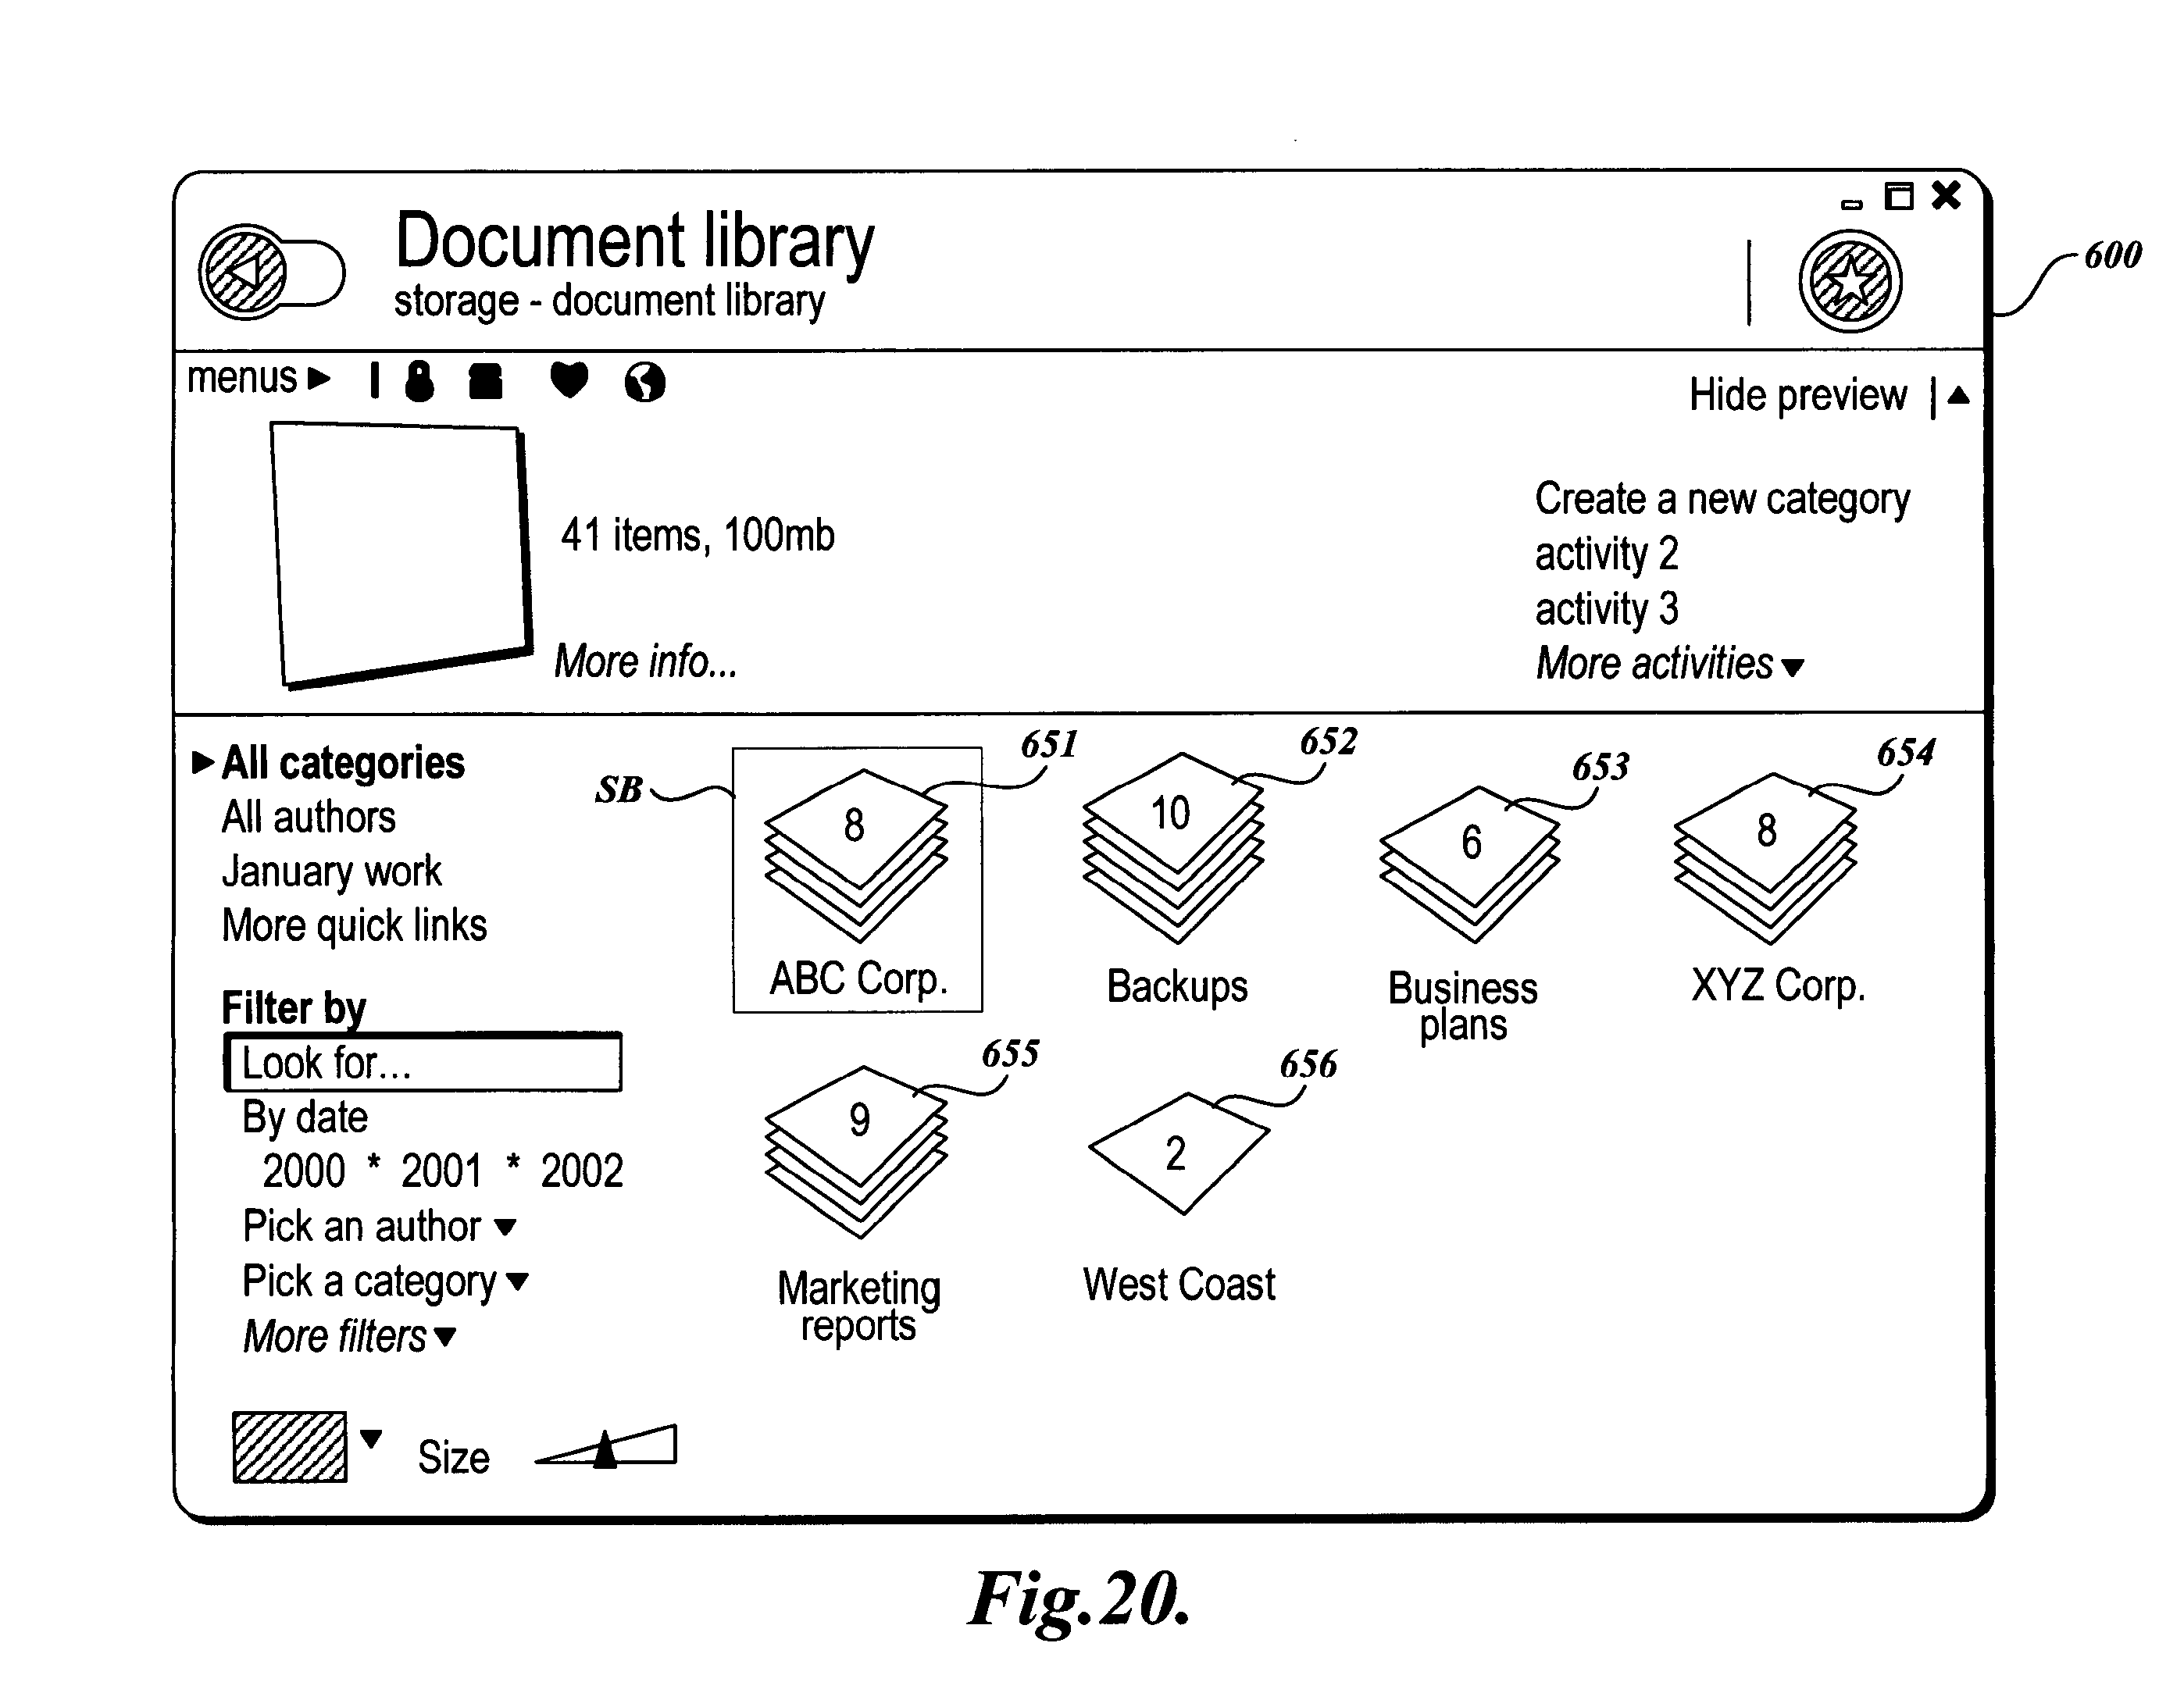 Document library
storage - document library
600
menus
Hide preview
41 items, 100mb
More info...
Create a new category
activity 2
activity 3
More activities
All categories
All authors
January work
More quick links
Filter by
Look for...
By date
2000 * 2001 * 2002
Pick an author
Pick a category
More filters
Size
SB
651
8
ABC Corp.
652
10
Backups
653
6
Business
plans
654
8
XYZ Corp.
655
9
Marketing
reports
656
2
West Coast
Fig.20.